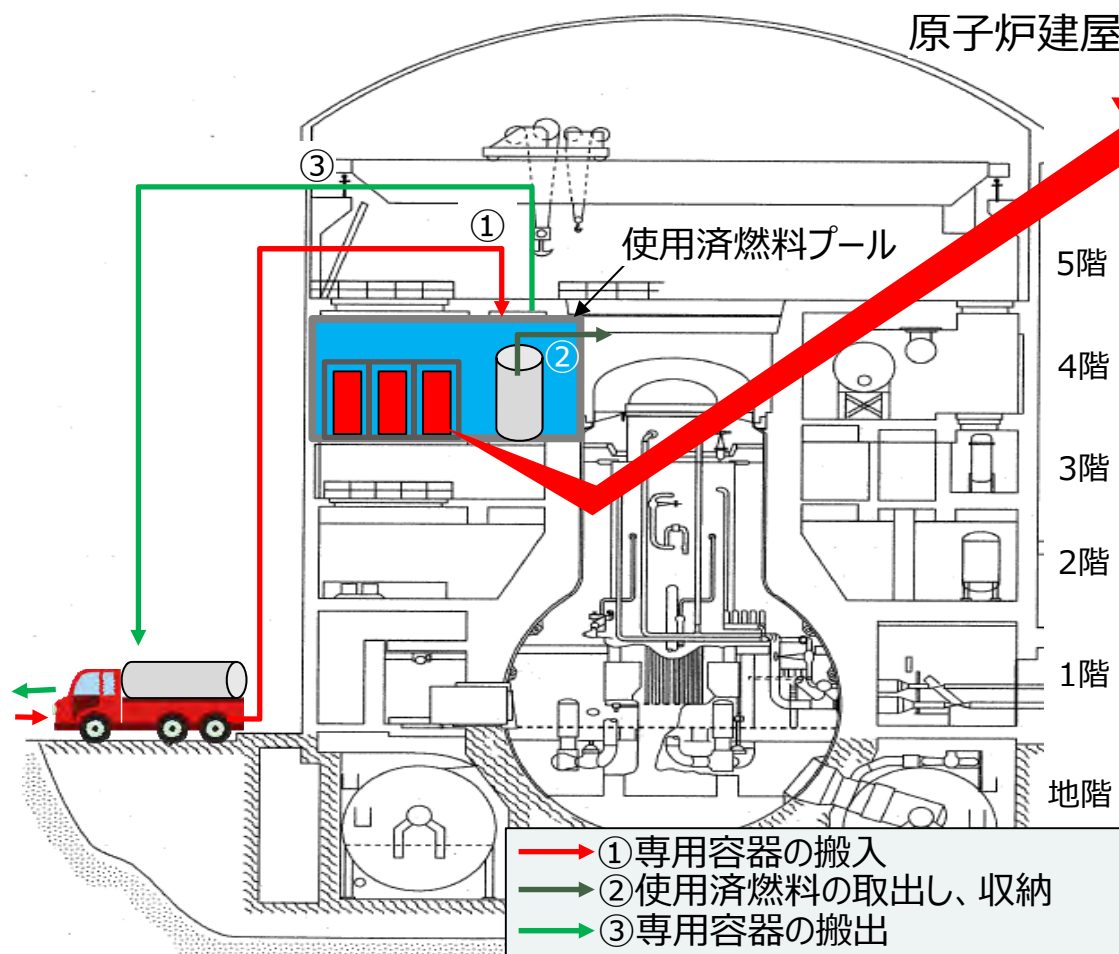 原子炉建屋
③
①
使用済燃料プール
②
5階
4階
3階
2階
1階
地階
①専用容器の搬入
②使用済燃料の取出し、収納
③専用容器の搬出